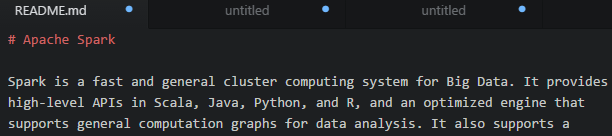 README.md untitled untitled
# Apache Spark
Spark is a fast and general cluster computing system for Big Data. It provides
high-level APIs in Scala, Java, Python, and R, and an optimized engine that
supports general computation graphs for data analysis. It also supports a